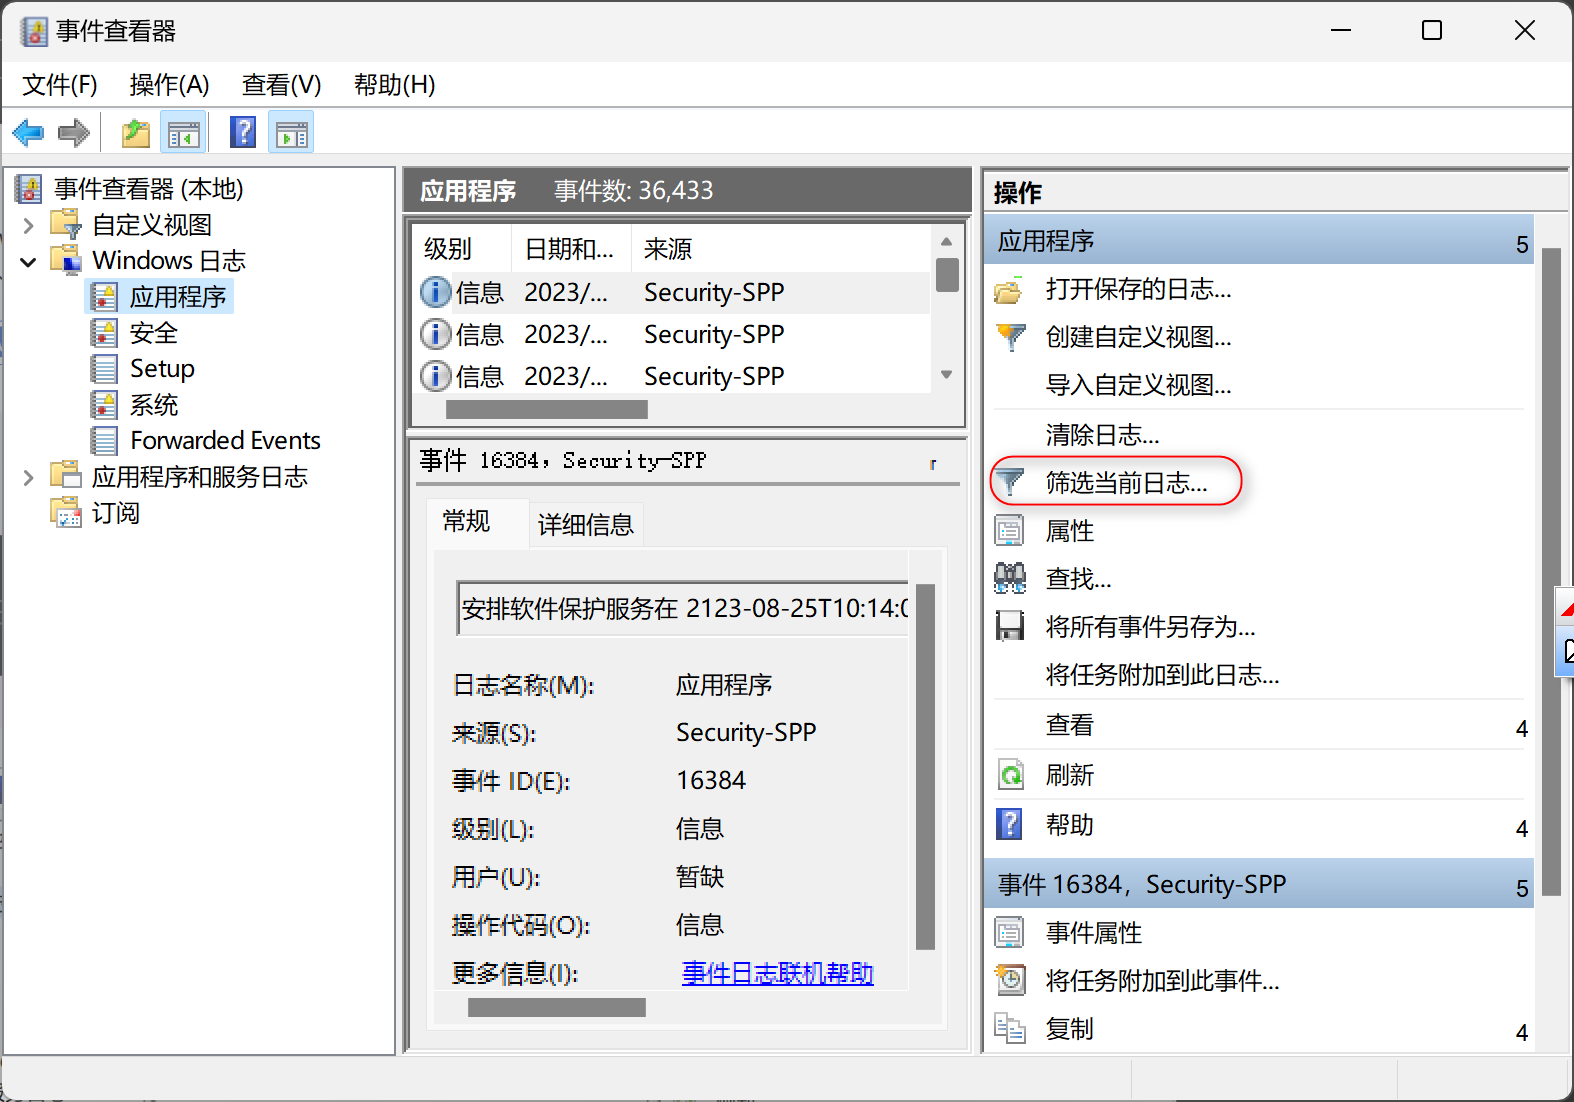 事件查看器
文件(F) 操作(A) 查看(V) 帮助(H)
事件查看器 (本地)
自定义视图
Windows 日志
应用程序
安全
Setup
系统
Forwarded Events
应用程序和服务日志
订阅
应用程序 事件数: 36,433
级别 日期和... 来源
信息 2023/... Security-SPP
信息 2023/... Security-SPP
信息 2023/... Security-SPP
事件 16384, Security-SPP
常规 详细信息
安排软件保护服务在 2123-08-25T10:14:0
日志名称(M): 应用程序
来源(S): Security-SPP
事件 ID(E): 16384
级别(L): 信息
用户(U): 暂缺
操作代码(O): 信息
更多信息(I): 事件日志联机帮助
操作
应用程序 5
打开保存的日志...
创建自定义视图...
导入自定义视图...
清除日志...
筛选当前日志...
属性
查找...
将所有事件另存为...
将任务附加到此日志...
查看 4
刷新
帮助 4
事件 16384，Security-SPP 5
事件属性
将任务附加到此事件...
复制 4